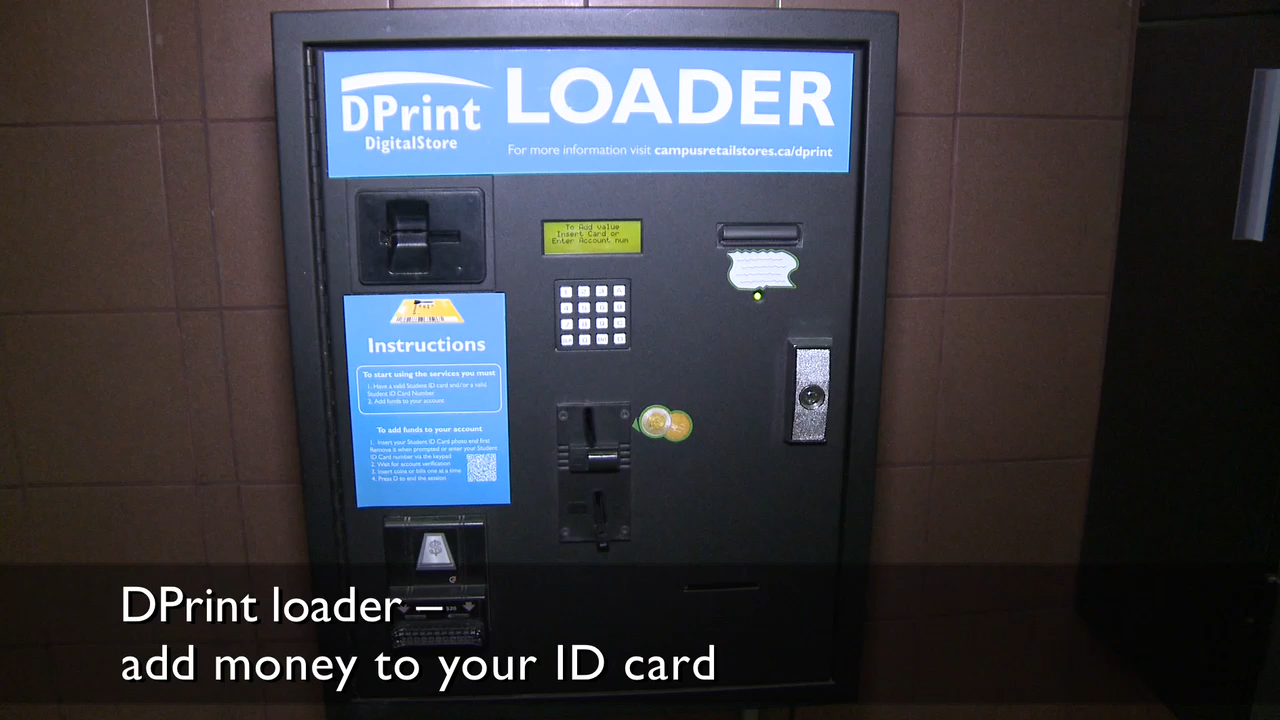 DPrint
DigitalStore
LOADER
For more information visit campusretailstores.ca/dprint
To Add value
Insert Card or
Enter Account num
Instructions
To start using the services you must
1. Have a valid Student ID card and/or a valid
Student ID Card Number
2. Add funds to your account
To add funds to your account
1. Insert your Student ID Card photo end first
Remove it when prompted or enter your Student
ID Card number via the keypad
2. Wait for account verification
3. Insert coins or bills one at a time
4. Press D to end the session
$20
DPrint loader –
add money to your ID card